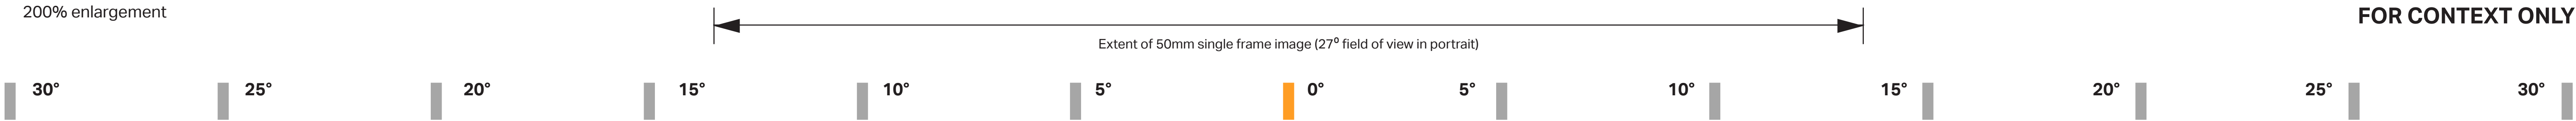 200% enlargement
FOR CONTEXT ONLY
Extent of 50mm single frame image (27⁰ field of view in portrait)
30° 25° 20° 15° 10° 5° 0° 5° 10° 15° 20° 25° 30°